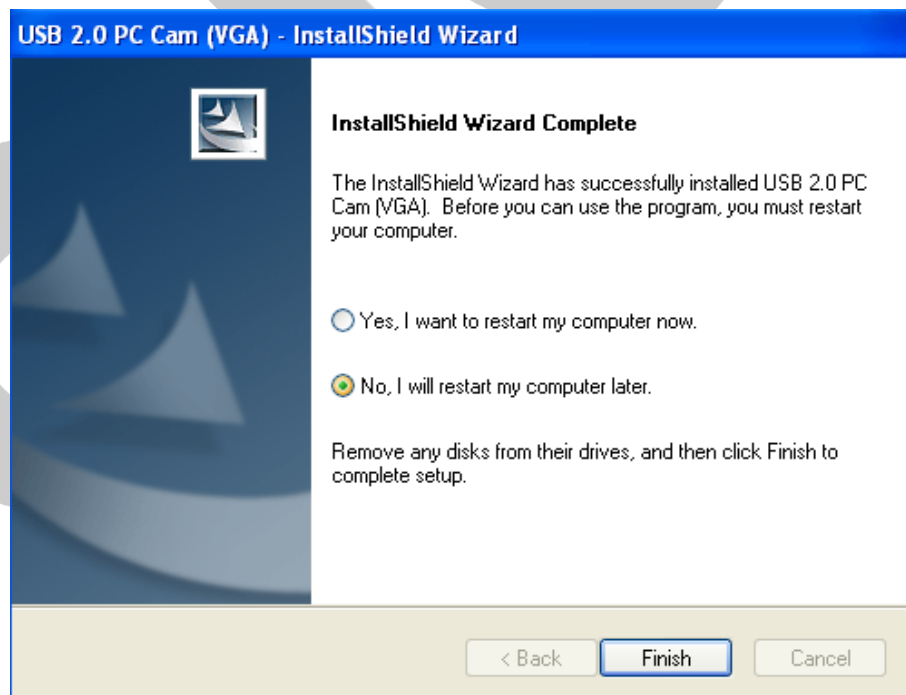 USB 2.0 PC Cam (VGA) - InstallShield Wizard
InstallShield Wizard Complete
The InstallShield Wizard has successfully installed USB 2.0 PC
Cam (VGA).  Before you can use the program, you must restart
your computer.
Yes, I want to restart my computer now.
No, I will restart my computer later.
Remove any disks from their drives, and then click Finish to
complete setup.
< Back
Finish
Cancel